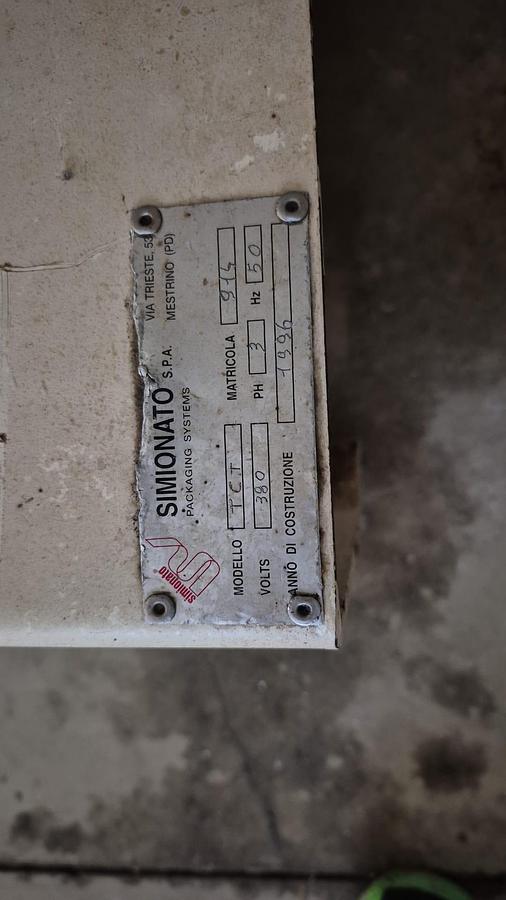 simionato®
SIMIONATO S.P.A. VIA TRIESTE, 53
PACKAGING SYSTEMS MESTRINO (PD)
MODELLO TCT MATRICOLA 914
VOLTS 380 PH 3 Hz 50
ANNO DI COSTRUZIONE 1996